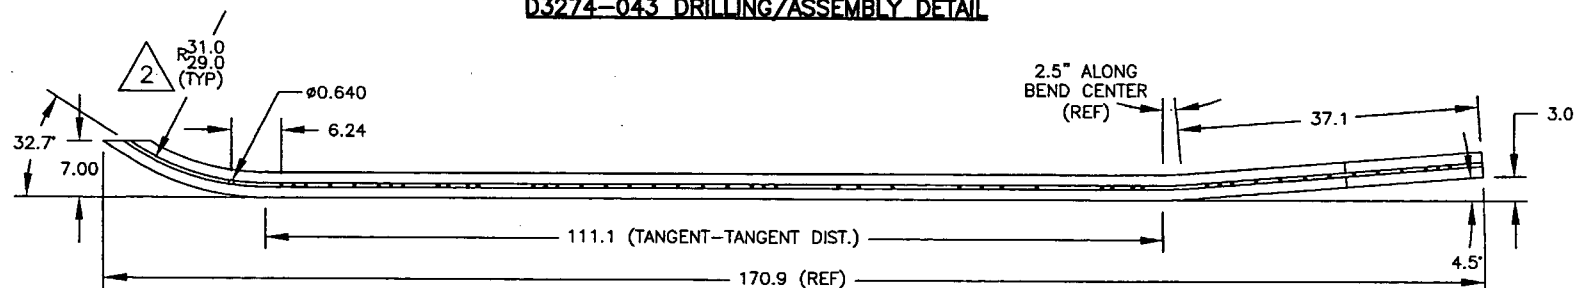 D3274-043 DRILLING/ASSEMBLY DETAIL
2
R31.0
29.0
(TYP)
ø0.640
6.24
2.5" ALONG
BEND CENTER
(REF)
37.1
3.0
32.7°
7.00
111.1 (TANGENT-TANGENT DIST.)
4.5°
170.9 (REF)